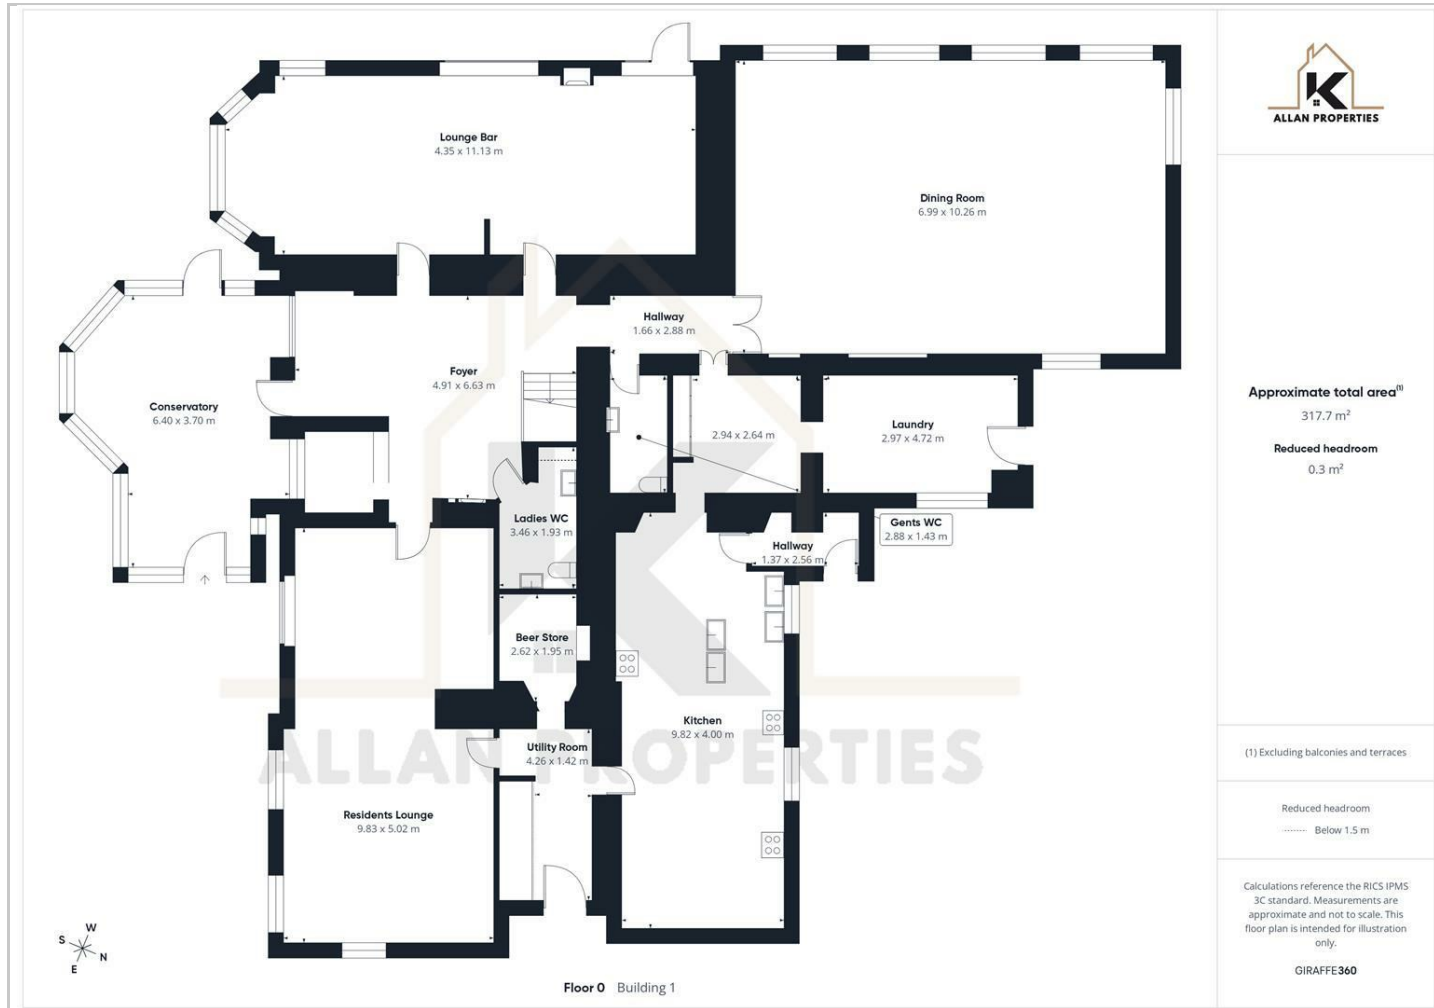 Lounge Bar
4.35 x 11.13 m
Dining Room
6.99 x 10.26 m
Hallway
1.66 x 2.88 m
Foyer
4.91 x 6.63 m
Conservatory
6.40 x 3.70 m
2.94 x 2.64 m
Laundry
2.97 x 4.72 m
Ladies WC
3.46 x 1.93 m
Gents WC
2.88 x 1.43 m
Hallway
1.37 x 2.56 m
Beer Store
2.62 x 1.95 m
Kitchen
9.82 x 4.00 m
Utility Room
4.26 x 1.42 m
Residents Lounge
9.83 x 5.02 m
ALLAN PROPERTIES
W
S
N
E
Floor 0 Building 1
K
ALLAN PROPERTIES
Approximate total area(1)
317.7 m²
Reduced headroom
0.3 m²
(1) Excluding balconies and terraces
Reduced headroom
Below 1.5 m
Calculations reference the RICS IPMS
3C standard. Measurements are
approximate and not to scale. This
floor plan is intended for illustration
only.
GIRAFFE360